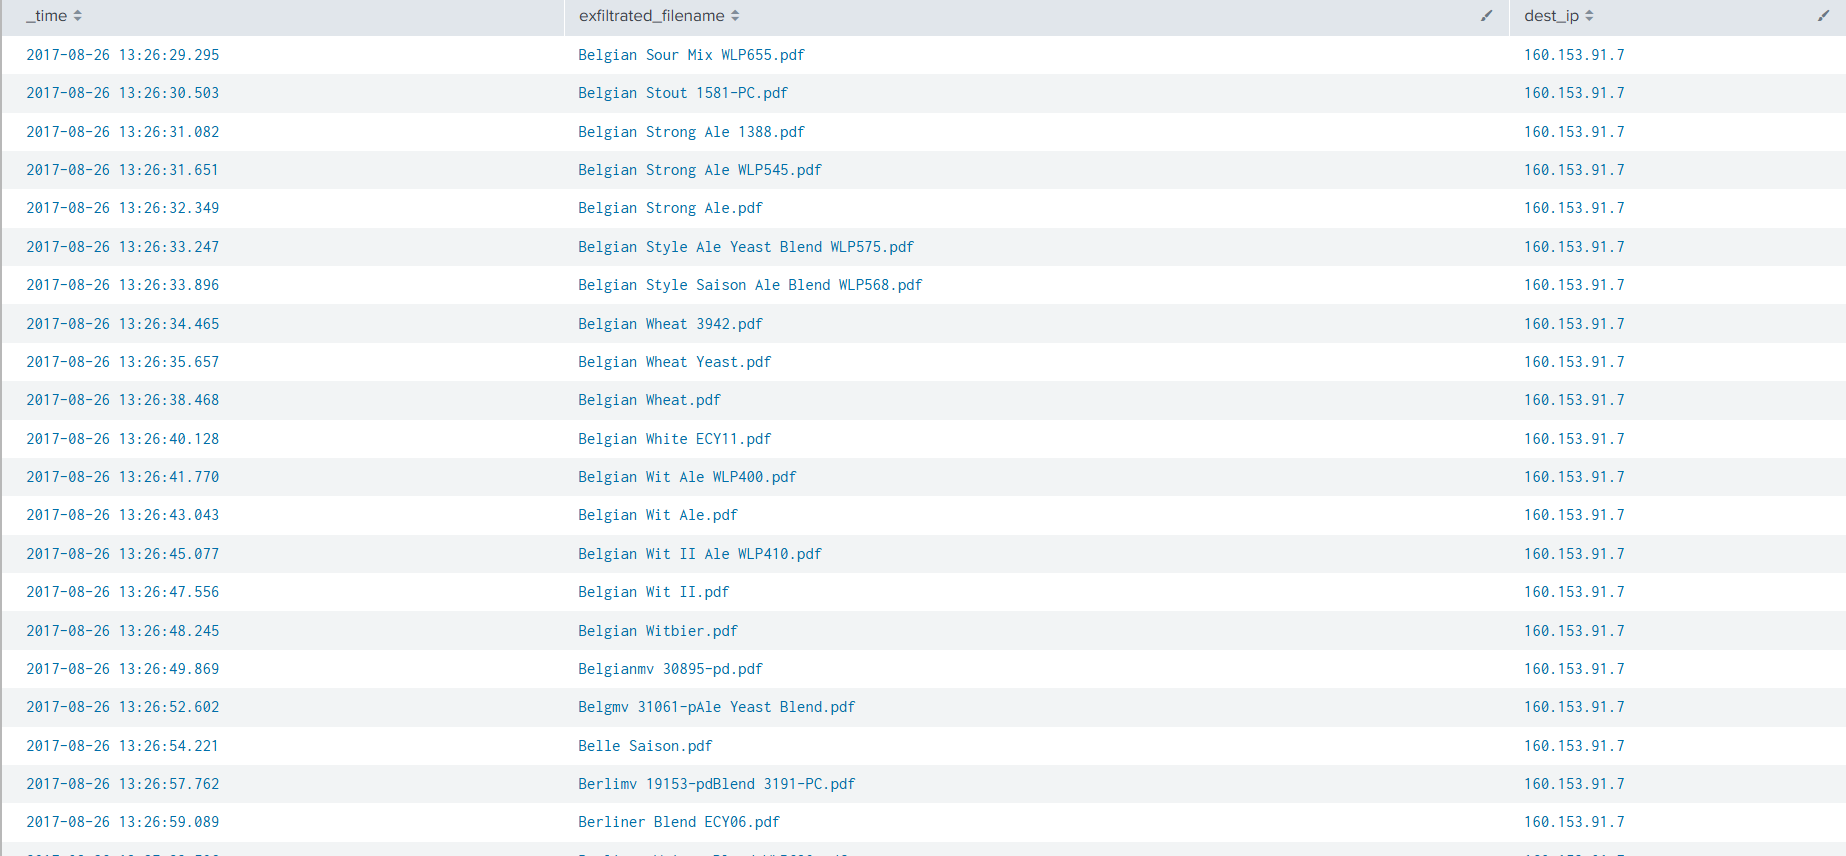 _time exfiltrated_filename dest_ip
2017-08-26 13:26:29.295 Belgian Sour Mix WLP655.pdf 160.153.91.7
2017-08-26 13:26:30.503 Belgian Stout 1581-PC.pdf 160.153.91.7
2017-08-26 13:26:31.082 Belgian Strong Ale 1388.pdf 160.153.91.7
2017-08-26 13:26:31.651 Belgian Strong Ale WLP545.pdf 160.153.91.7
2017-08-26 13:26:32.349 Belgian Strong Ale.pdf 160.153.91.7
2017-08-26 13:26:33.247 Belgian Style Ale Yeast Blend WLP575.pdf 160.153.91.7
2017-08-26 13:26:33.896 Belgian Style Saison Ale Blend WLP568.pdf 160.153.91.7
2017-08-26 13:26:34.465 Belgian Wheat 3942.pdf 160.153.91.7
2017-08-26 13:26:35.657 Belgian Wheat Yeast.pdf 160.153.91.7
2017-08-26 13:26:38.468 Belgian Wheat.pdf 160.153.91.7
2017-08-26 13:26:40.128 Belgian White ECY11.pdf 160.153.91.7
2017-08-26 13:26:41.770 Belgian Wit Ale WLP400.pdf 160.153.91.7
2017-08-26 13:26:43.043 Belgian Wit Ale.pdf 160.153.91.7
2017-08-26 13:26:45.077 Belgian Wit II Ale WLP410.pdf 160.153.91.7
2017-08-26 13:26:47.556 Belgian Wit II.pdf 160.153.91.7
2017-08-26 13:26:48.245 Belgian Witbier.pdf 160.153.91.7
2017-08-26 13:26:49.869 Belgianmv 30895-pd.pdf 160.153.91.7
2017-08-26 13:26:52.602 Belgmv 31061-pAle Yeast Blend.pdf 160.153.91.7
2017-08-26 13:26:54.221 Belle Saison.pdf 160.153.91.7
2017-08-26 13:26:57.762 Berlimv 19153-pdBlend 3191-PC.pdf 160.153.91.7
2017-08-26 13:26:59.089 Berliner Blend ECY06.pdf 160.153.91.7